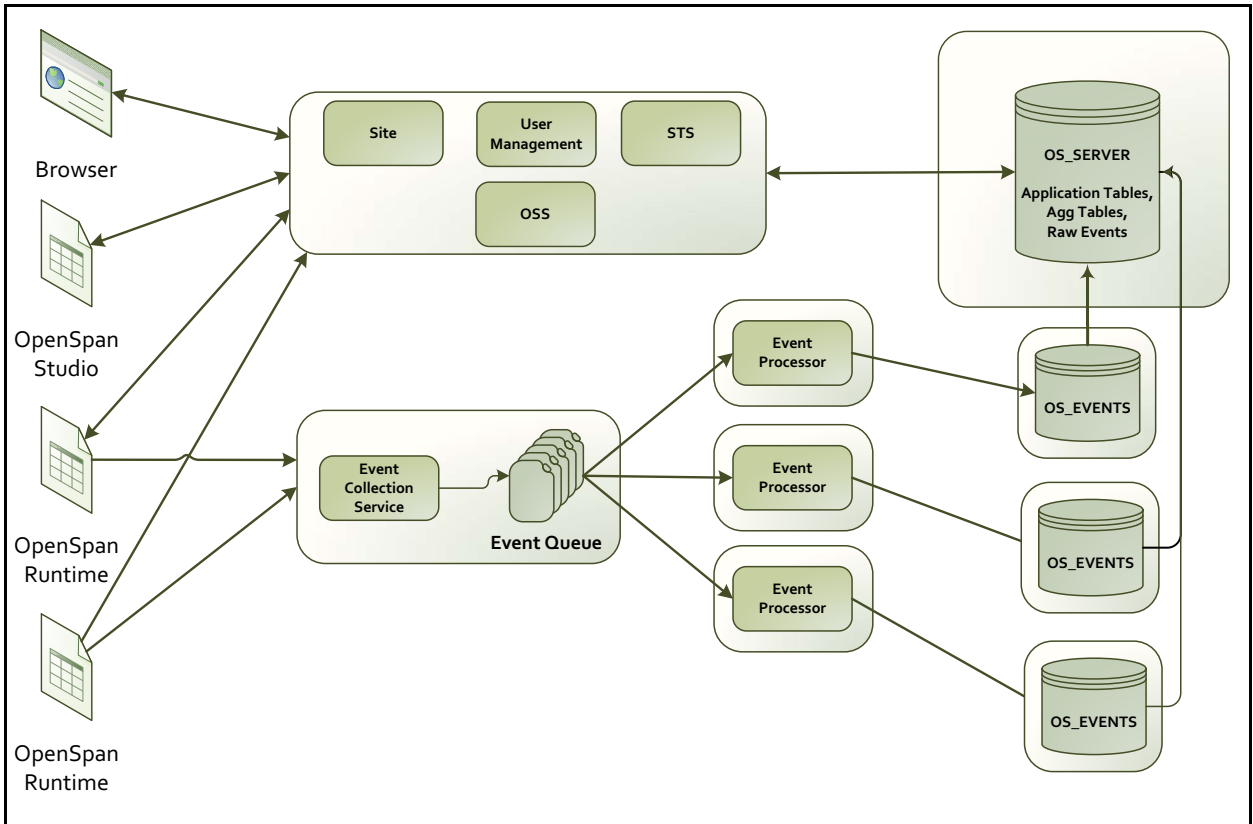 Browser
OpenSpan
Studio
OpenSpan
Runtime
OpenSpan
Runtime
Site
User
Management
STS
OSS
Event
Collection
Service
Event Queue
Event
Processor
Event
Processor
Event
Processor
OS_SERVER
Application Tables,
Agg Tables,
Raw Events
OS_EVENTS
OS_EVENTS
OS_EVENTS